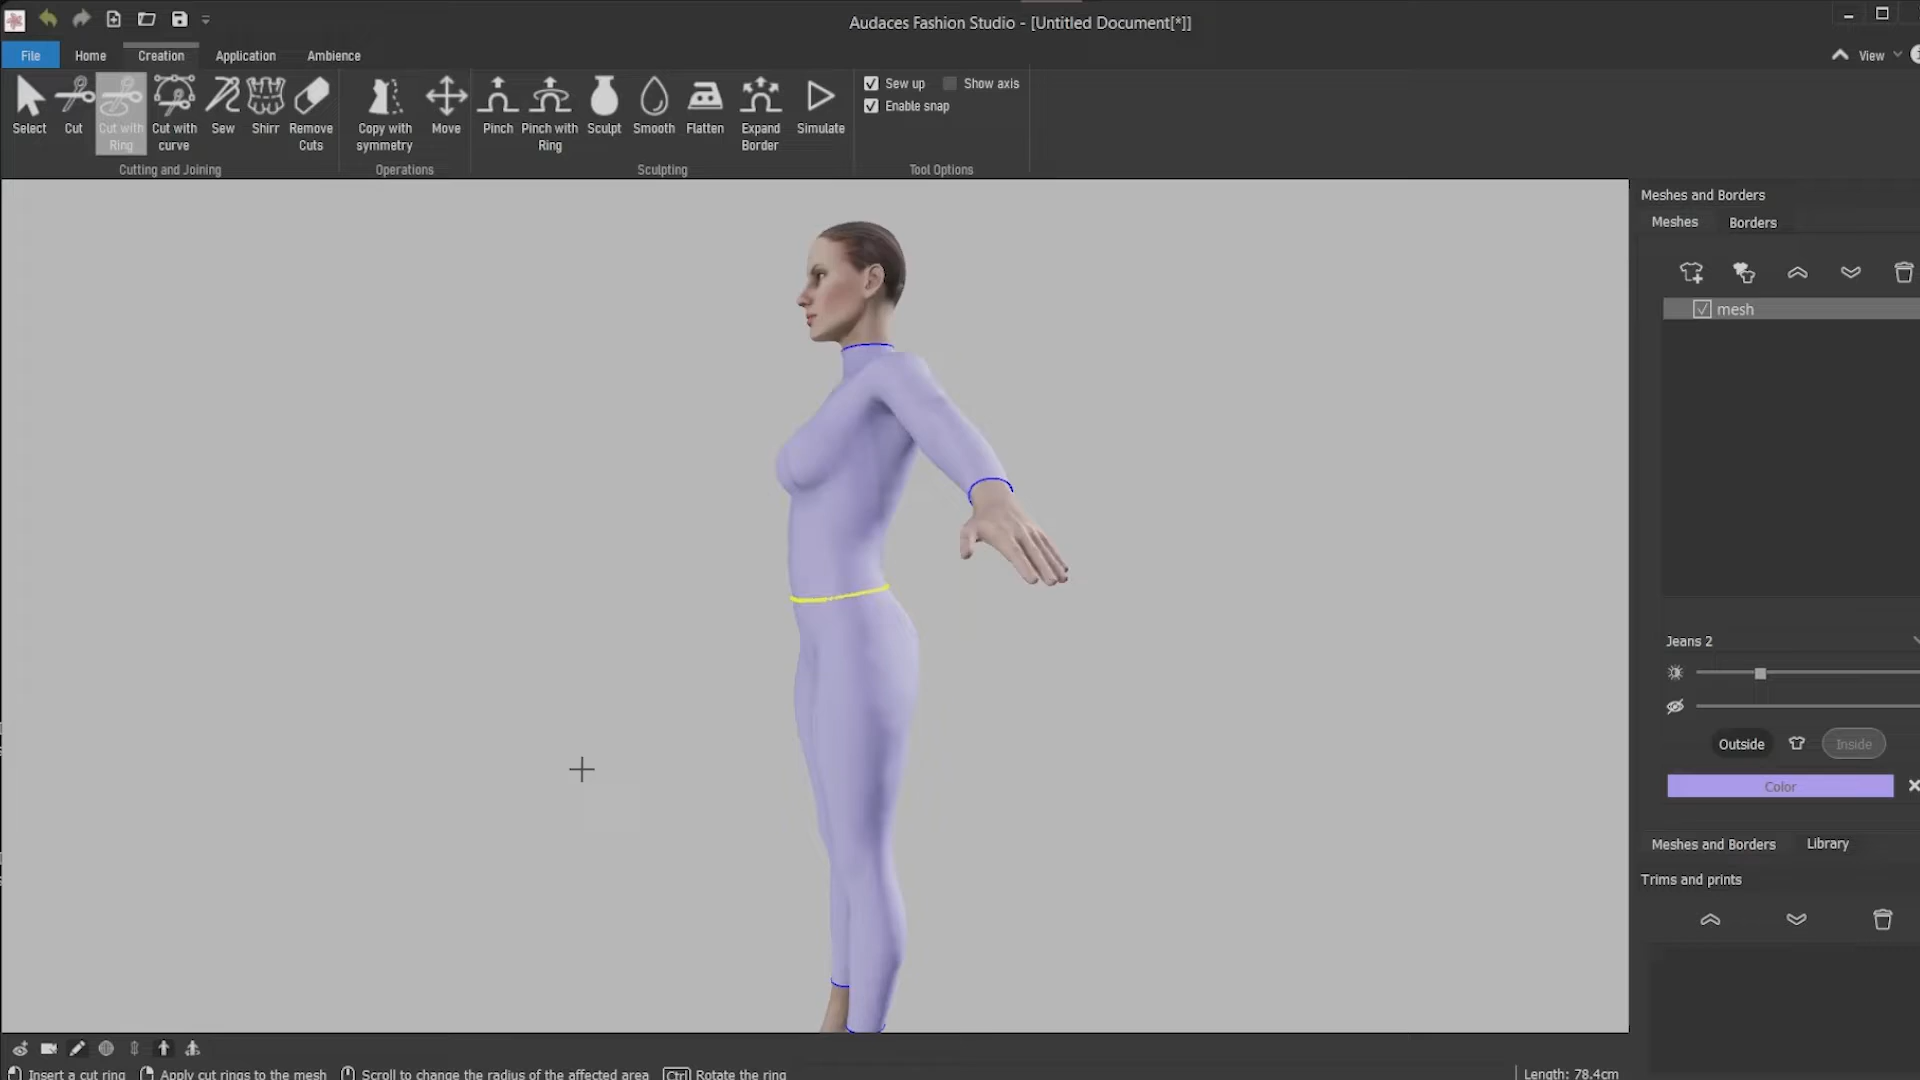 Audaces Fashion Studio - [Untitled Document[*]]
File Home Creation Application Ambience View
Select Cut Cut with Ring Cut with curve Sew Shirr Remove Cuts
Cutting and Joining
Copy with symmetry Move
Operations
Pinch Pinch with Ring Sculpt Smooth Flatten Expand Border Simulate
Sculpting
Sew up Show axis
Enable snap
Tool Options
Meshes and Borders
Meshes Borders
mesh
Jeans 2
Outside Inside
Color
Meshes and Borders Library
Trims and prints
Insert a cut ring Apply cut rings to the mesh Scroll to change the radius of the affected area Ctrl Rotate the ring Length: 78.4cm